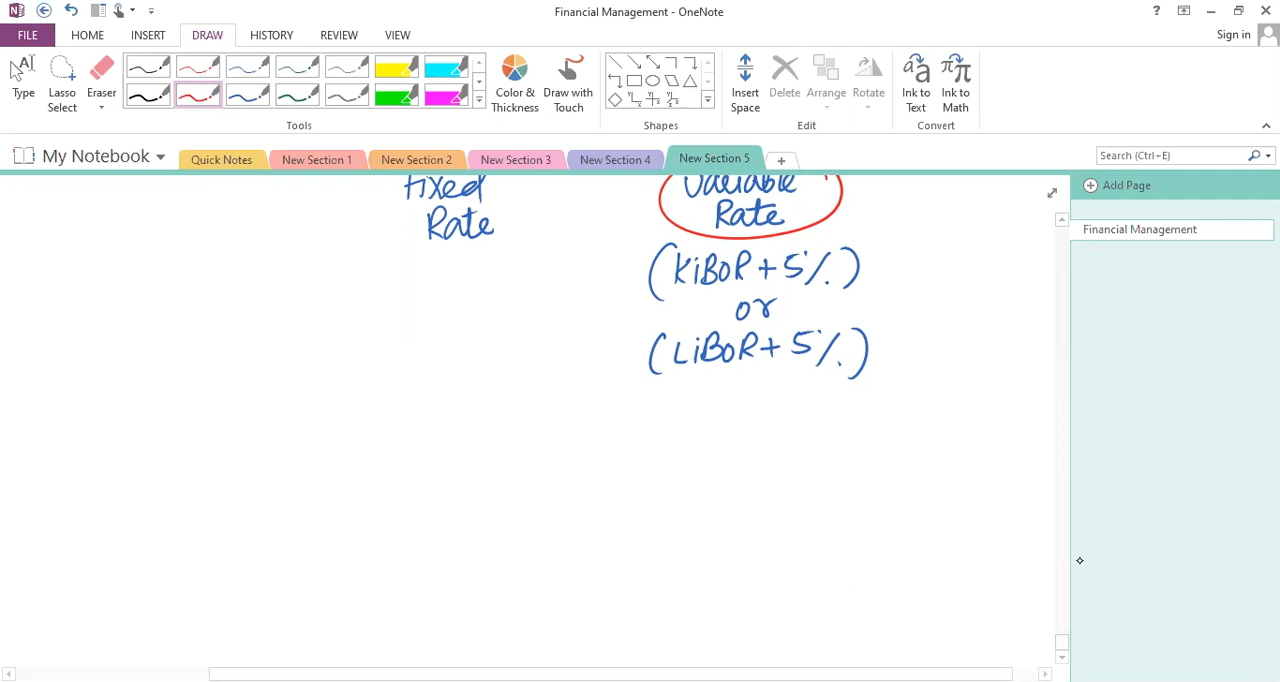 Financial Management - OneNote
? 
Sign in
FILE HOME INSERT DRAW HISTORY REVIEW VIEW
Type
Lasso Select
Eraser
Color & Thickness
Draw with Touch
Insert Space
Delete
Arrange
Rotate
Ink to Text
Ink to Math
Tools
Shapes
Edit
Convert
My Notebook
Quick Notes
New Section 1
New Section 2
New Section 3
New Section 4
New Section 5
Search (Ctrl+E)
Add Page
Financial Management
Fixed Rate
Variable Rate
(KiBoR + 5%)
or
(LiBoR + 5%)